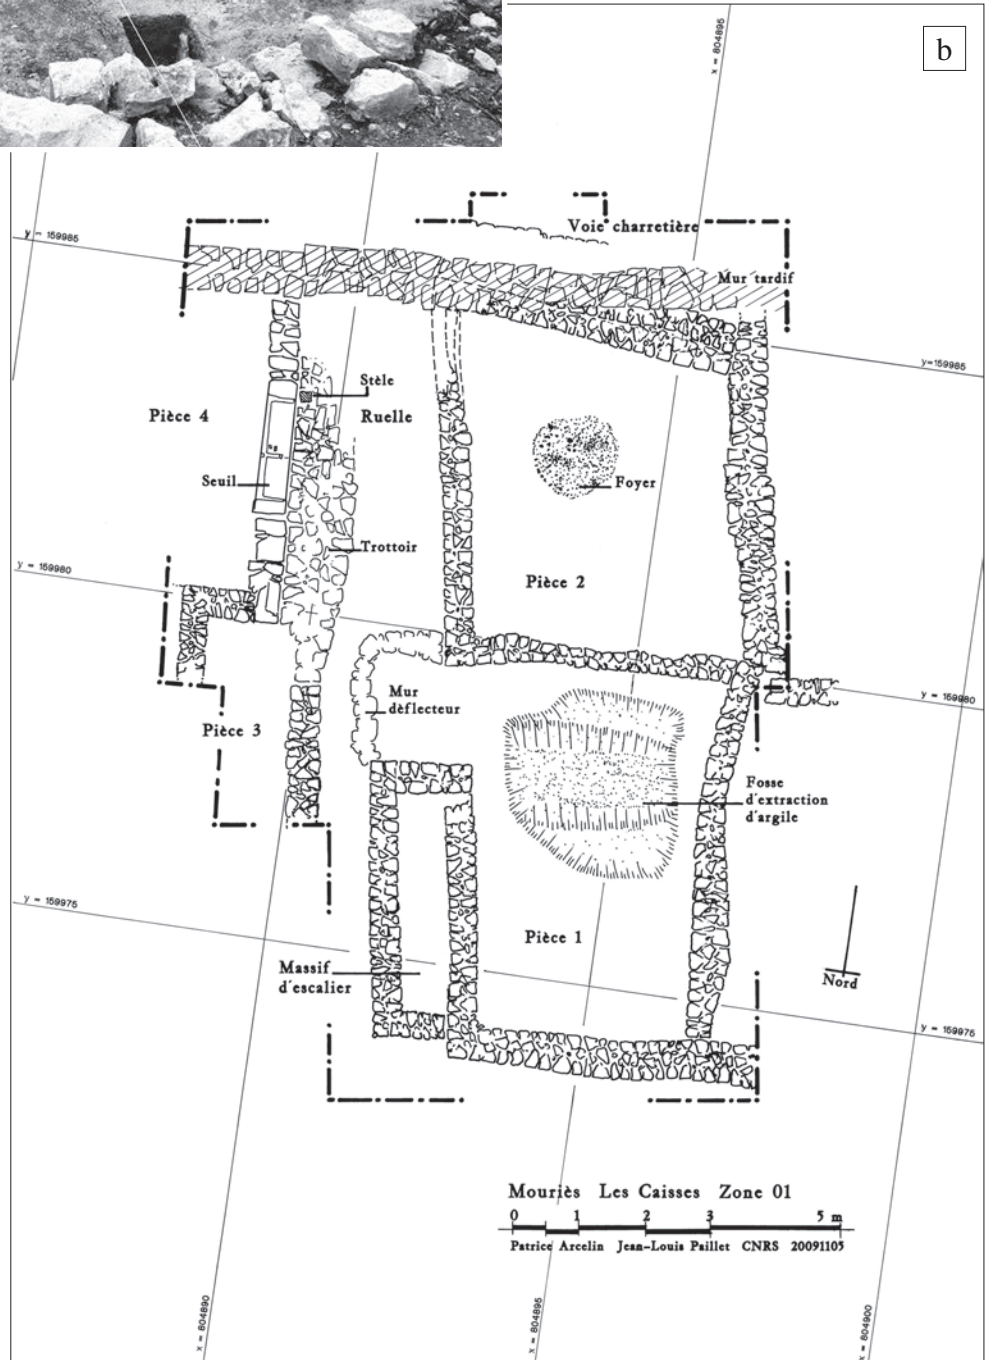 b
x = 804895
Voie charretière
y = 159985
Mur tardif
y=159985
Stèle
Pièce 4
Ruelle
Seuil
Foyer
Trottoir
y = 159980
Pièce 2
Mur
dèflecteur
y = 159980
Pièce 3
Fosse
d'extraction
d'argile
y = 159975
Pièce 1
Massif
d'escalier
Nord
y = 159975
Mouriès Les Caisses Zone 01
0 1 2 3 5 m
Patrice Arcelin Jean-Louis Paillet CNRS 20091105
x = 804890
x = 804895
x = 804900